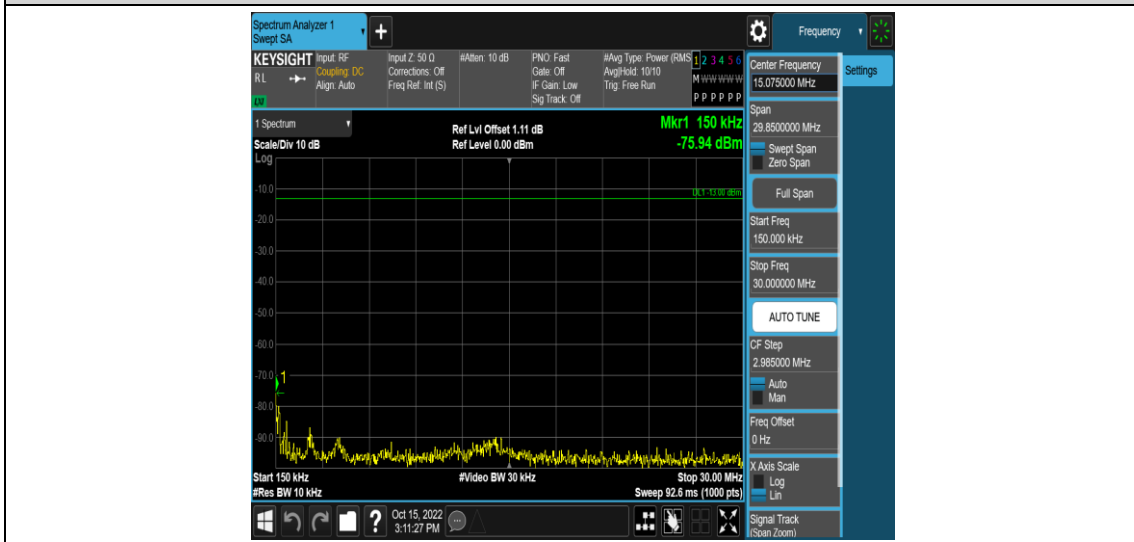 Spectrum Analyzer 1
Swept SA
Frequency
KEYSIGHT
RL
LXI
Input: RF
Coupling: DC
Align: Auto
Input Z: 50 Ω
Corrections: Off
Freq Ref: Int (S)
#Atten: 10 dB
PNO: Fast
Gate: Off
IF Gain: Low
Sig Track: Off
#Avg Type: Power (RMS
Avg|Hold: 10/10
Trig: Free Run
1 2 3 4 5 6
M W W W W W
P P P P P P
1 Spectrum
Scale/Div 10 dB
Log
Ref Lvl Offset 1.11 dB
Ref Level 0.00 dBm
Mkr1 150 kHz
-75.94 dBm
DL1 -13.00 dBm
-10.0
-20.0
-30.0
-40.0
-50.0
-60.0
-70.0
1
-80.0
-90.0
Start 150 kHz
#Video BW 30 kHz
Stop 30.00 MHz
#Res BW 10 kHz
Sweep 92.6 ms (1000 pts)
?
Oct 15, 2022
3:11:27 PM
Center Frequency
15.075000 MHz
Settings
Span
29.8500000 MHz
Swept Span
Zero Span
Full Span
Start Freq
150.000 kHz
Stop Freq
30.000000 MHz
AUTO TUNE
CF Step
2.985000 MHz
Auto
Man
Freq Offset
0 Hz
X Axis Scale
Log
Lin
Signal Track
(Span Zoom)